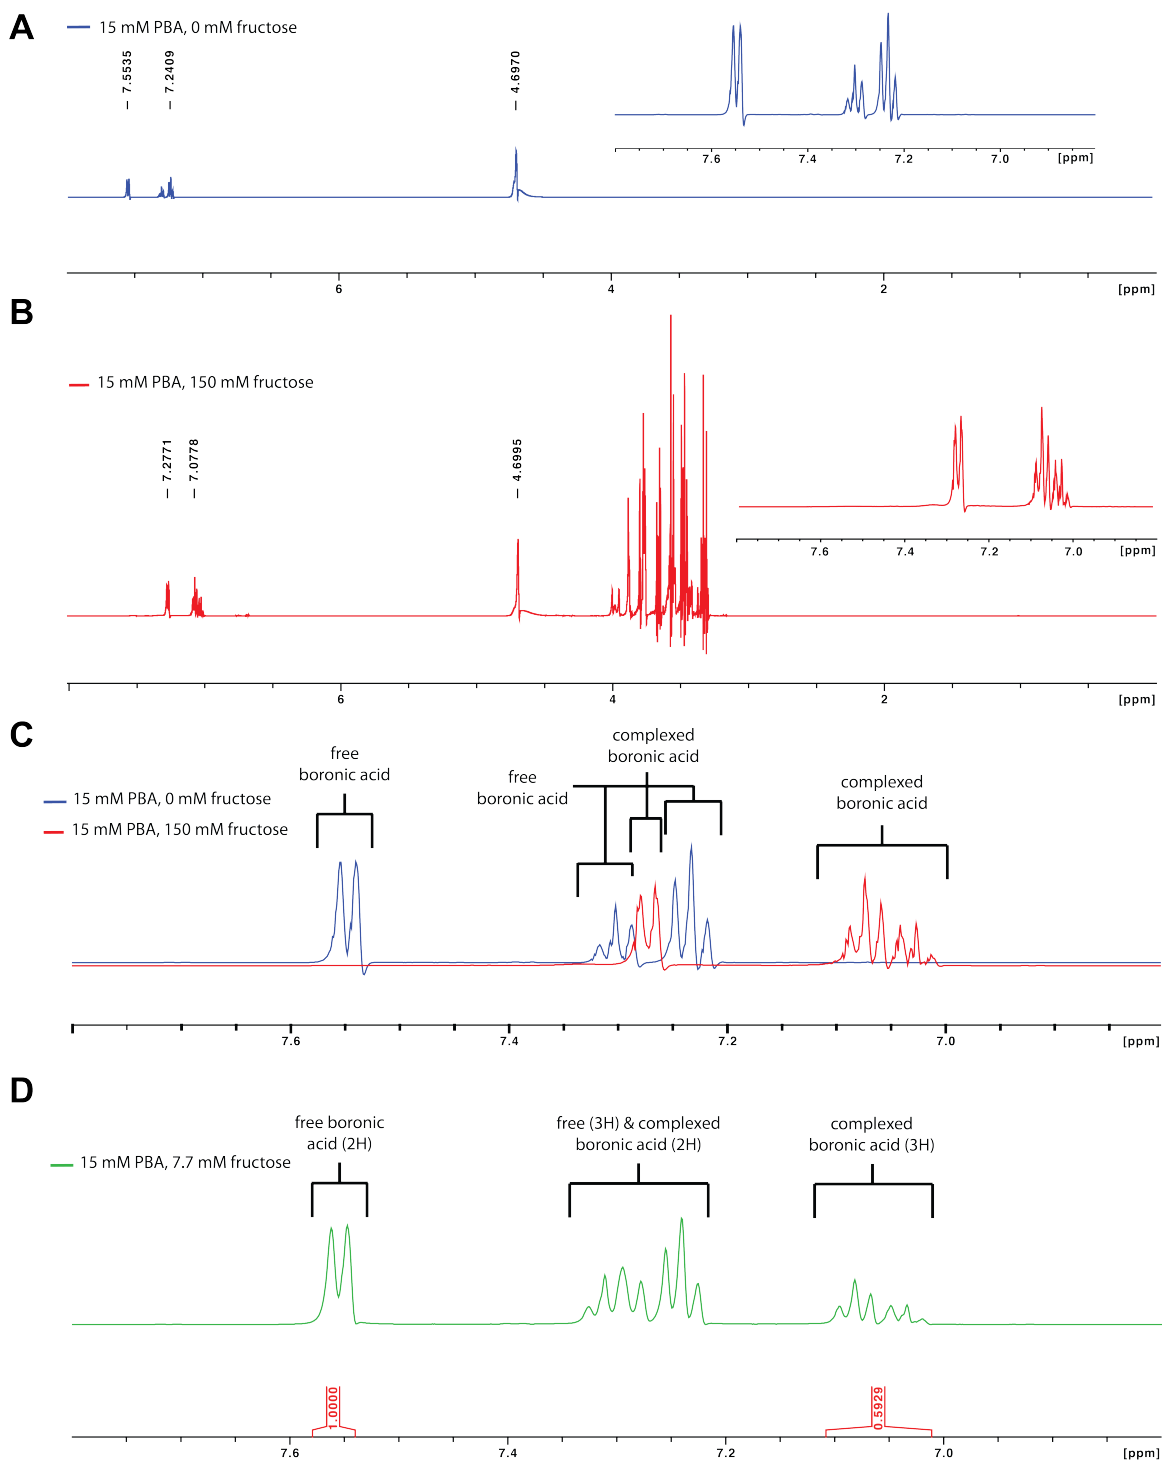 A
15 mM PBA, 0 mM fructose
7.5535
7.2409
4.6970
7.6
7.4
7.2
7.0
[ppm]
6
4
2
[ppm]
B
15 mM PBA, 150 mM fructose
7.2771
7.0778
4.6995
7.6
7.4
7.2
7.0
[ppm]
6
4
2
[ppm]
C
15 mM PBA, 0 mM fructose
15 mM PBA, 150 mM fructose
free
boronic acid
free
boronic acid
complexed
boronic acid
complexed
boronic acid
7.6
7.4
7.2
7.0
[ppm]
D
15 mM PBA, 7.7 mM fructose
free boronic
acid (2H)
free (3H) & complexed
boronic acid (2H)
complexed
boronic acid (3H)
1.0000
0.5929
7.6
7.4
7.2
7.0
[ppm]